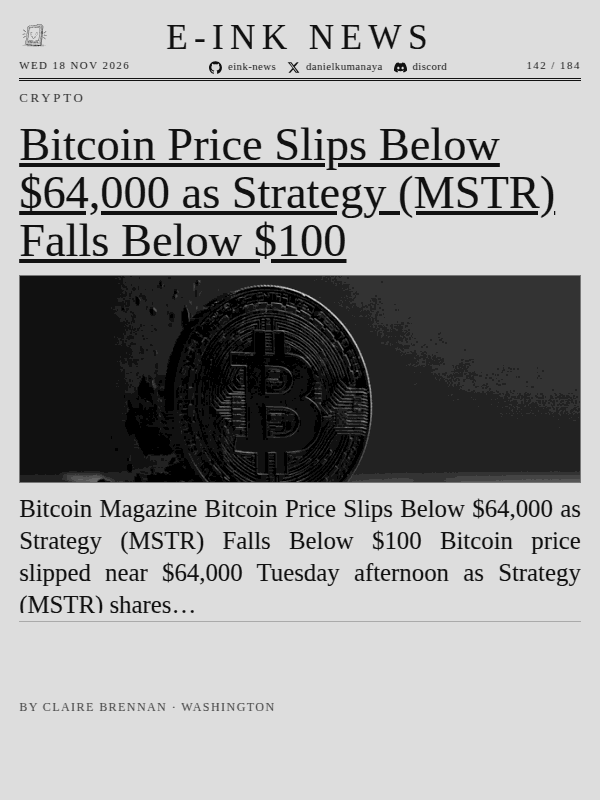 E-INK NEWS
WED 18 NOV 2026
eink-news danielkumanaya discord
142 / 184
CRYPTO
Bitcoin Price Slips Below
$64,000 as Strategy (MSTR)
Falls Below $100
Bitcoin Magazine Bitcoin Price Slips Below $64,000 as
Strategy (MSTR) Falls Below $100 Bitcoin price
slipped near $64,000 Tuesday afternoon as Strategy
(MSTR) shares…
BY CLAIRE BRENNAN · WASHINGTON